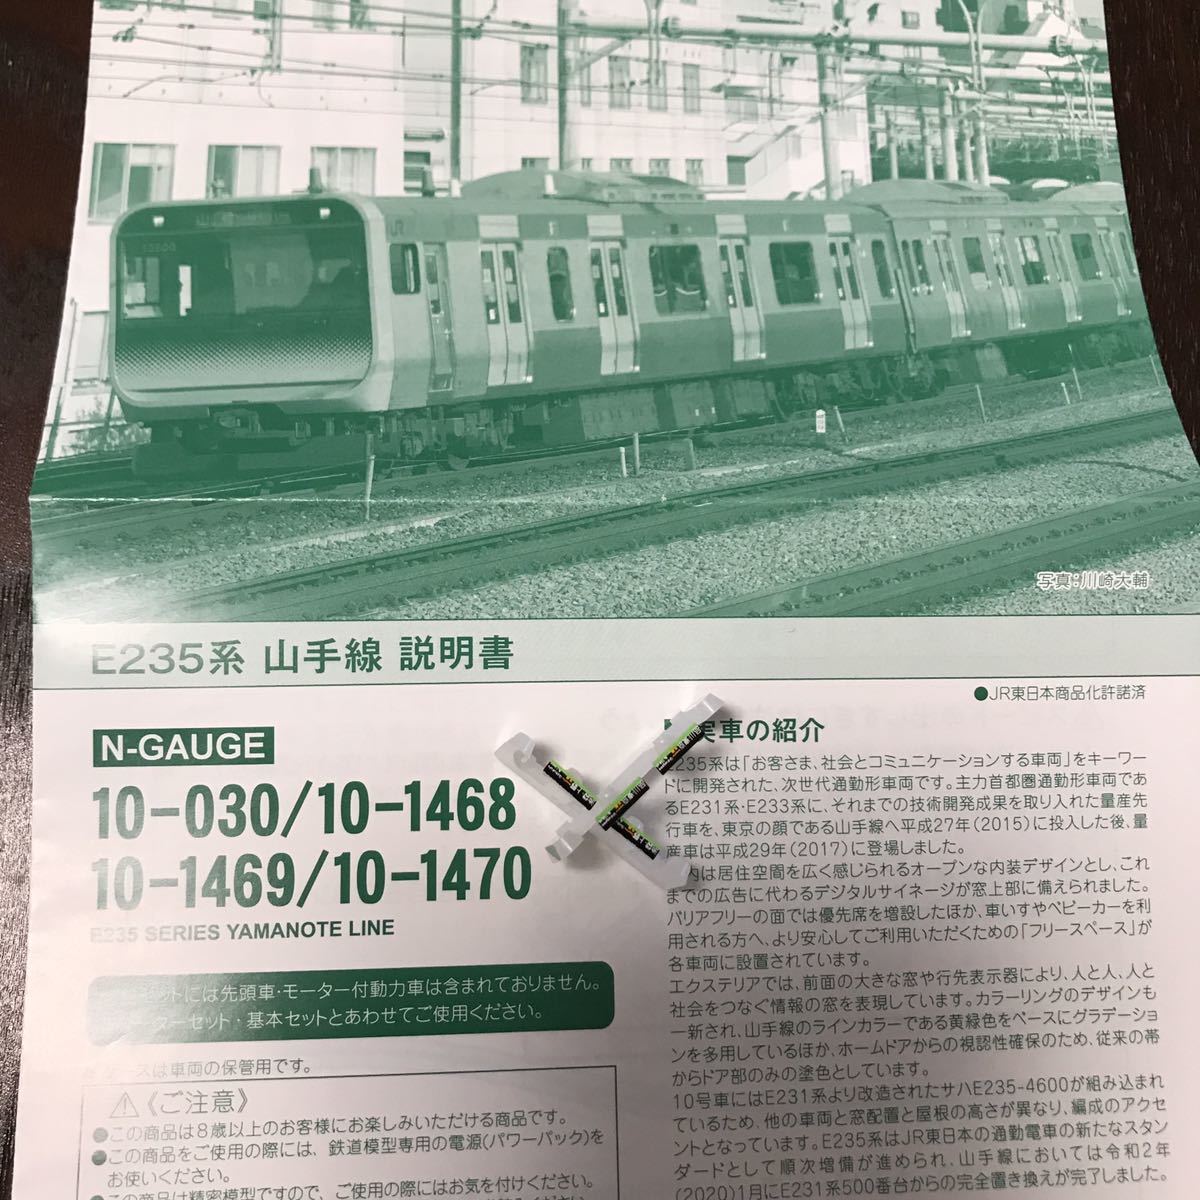 JR
写真：川崎大輔
E235系 山手線 説明書
●JR東日本商品化許諾済
N-GAUGE
10-030/10-1468
10-1469/10-1470
E235 SERIES YAMANOTE LINE
セットには先頭車・モーター付動力車は含まれておりません。
ターセット・基本セットとあわせてご使用ください。
ースは車両の保管用です。
⚠《ご注意》
●この商品は8歳以上のお客様にお楽しみいただける商品です。
●この商品をご使用の際には、鉄道模型専用の電源(パワーパック)を
お使いください。
●この商品は精密模型ですので、ご使用の際にはお気を付けください。
実車の紹介
E235系は「お客さま、社会とコミュニケーションする車両」をキーワー
ドに開発された、次世代通勤形車両です。主力首都圏通勤形車両であ
るE231系・E233系に、それまでの技術開発成果を取り入れた量産先
行車を、東京の顔である山手線へ平成27年(2015)に投入した後、量
産車は平成29年(2017)に登場しました。
内は居住空間を広く感じられるオープンな内装デザインとし、これ
までの広告に代わるデジタルサイネージが窓上部に備えられました。
バリアフリーの面では優先席を増設したほか、車いすやベビーカーを利
用される方へ、より安心してご利用いただくための「フリースペース」が
各車両に設置されています。
エクステリアでは、前面の大きな窓や行先表示器により、人と人、人と
社会をつなぐ情報の窓を表現しています。カラーリングのデザインも
一新され、山手線のラインカラーである黄緑色をベースにグラデーショ
ンを多用しているほか、ホームドアからの視認性確保のため、従来の帯
からドア部のみの塗色としています。
10号車にはE231系より改造されたサハE235-4600が組み込まれ
ているため、他の車両と窓配置と屋根の高さが異なり、編成のアクセ
ントとなっています。E235系はJR東日本の通勤電車の新たなスタン
ダードとして順次増備が進められ、山手線においては令和2年
(2020)1月にE231系500番台からの完全置き換えが完了しました。